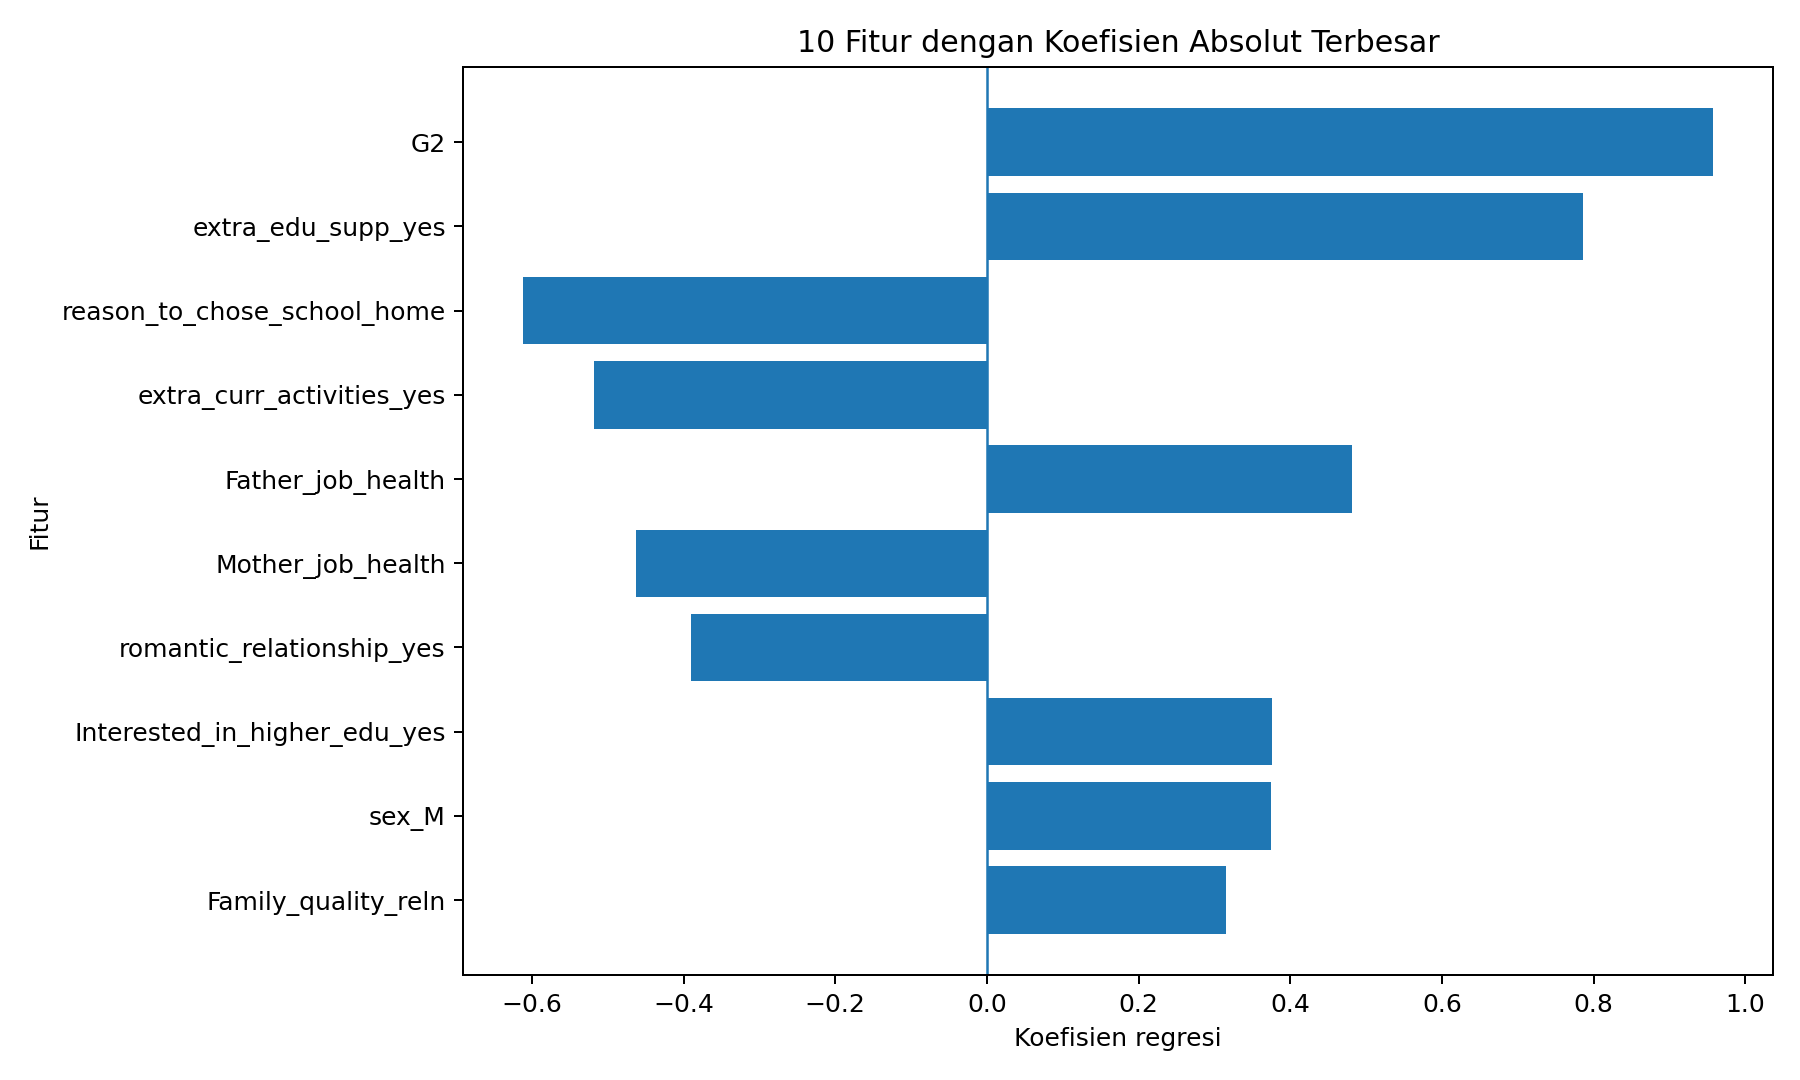 10 Fitur dengan Koefisien Absolut Terbesar
Fitur
G2
extra_edu_supp_yes
reason_to_chose_school_home
extra_curr_activities_yes
Father_job_health
Mother_job_health
romantic_relationship_yes
Interested_in_higher_edu_yes
sex_M
Family_quality_reln
−0.6 −0.4 −0.2 0.0 0.2 0.4 0.6 0.8 1.0
Koefisien regresi